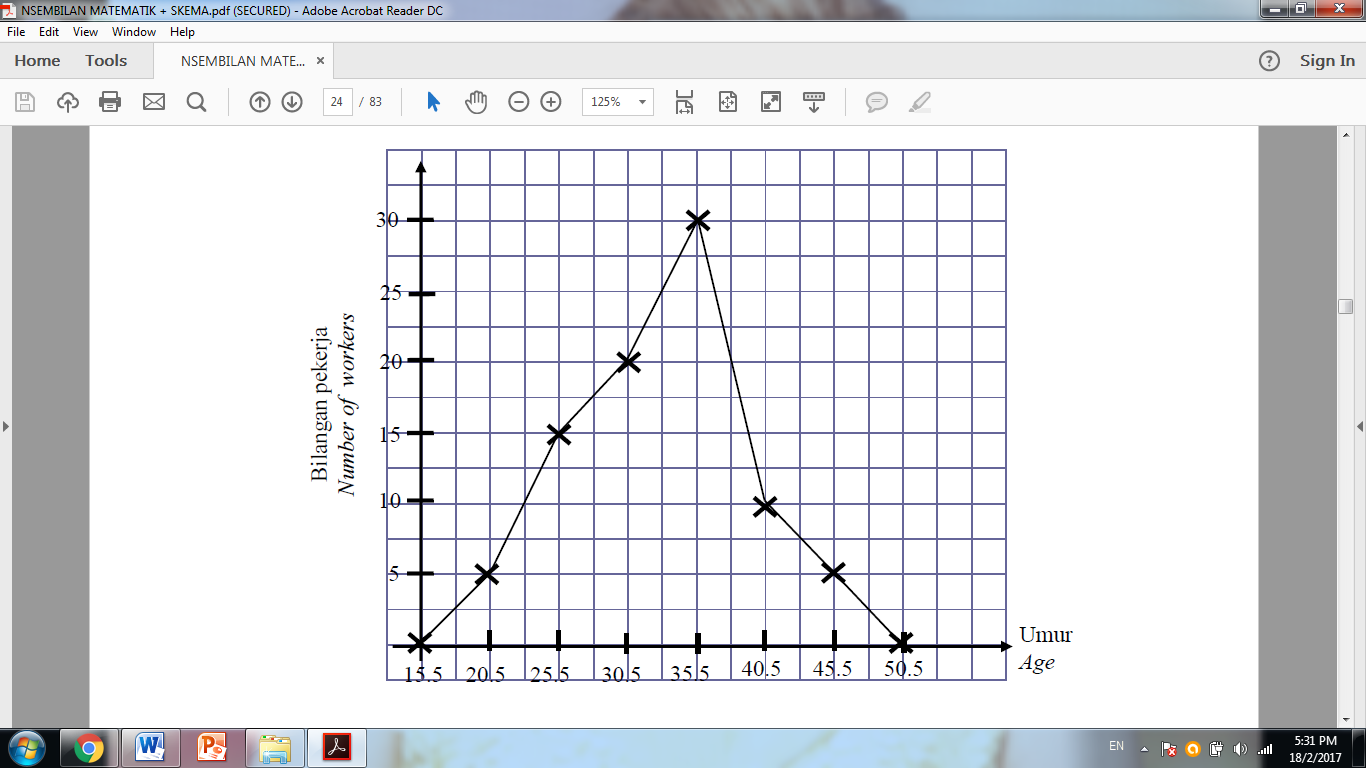 NSEMBILAN MATEMATIK + SKEMA.pdf (SECURED) - Adobe Acrobat Reader DC
File Edit View Window Help
Home Tools NSEMBILAN MATE... × ? Sign In
24 / 83 125%
30
25
20
15
10
5
Bilangan pekerja
Number of workers
15.5 20.5 25.5 30.5 35.5 40.5 45.5 50.5
Umur
Age
EN 5:31 PM
18/2/2017